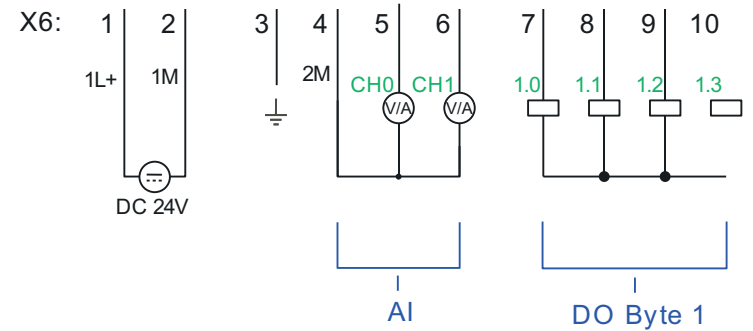 X6: 1 2 3 4 5 6 7 8 9 10
1L+ 1M 2M CH0 CH1 1.0 1.1 1.2 1.3
V/A V/A
DC 24V
AI DO Byte 1